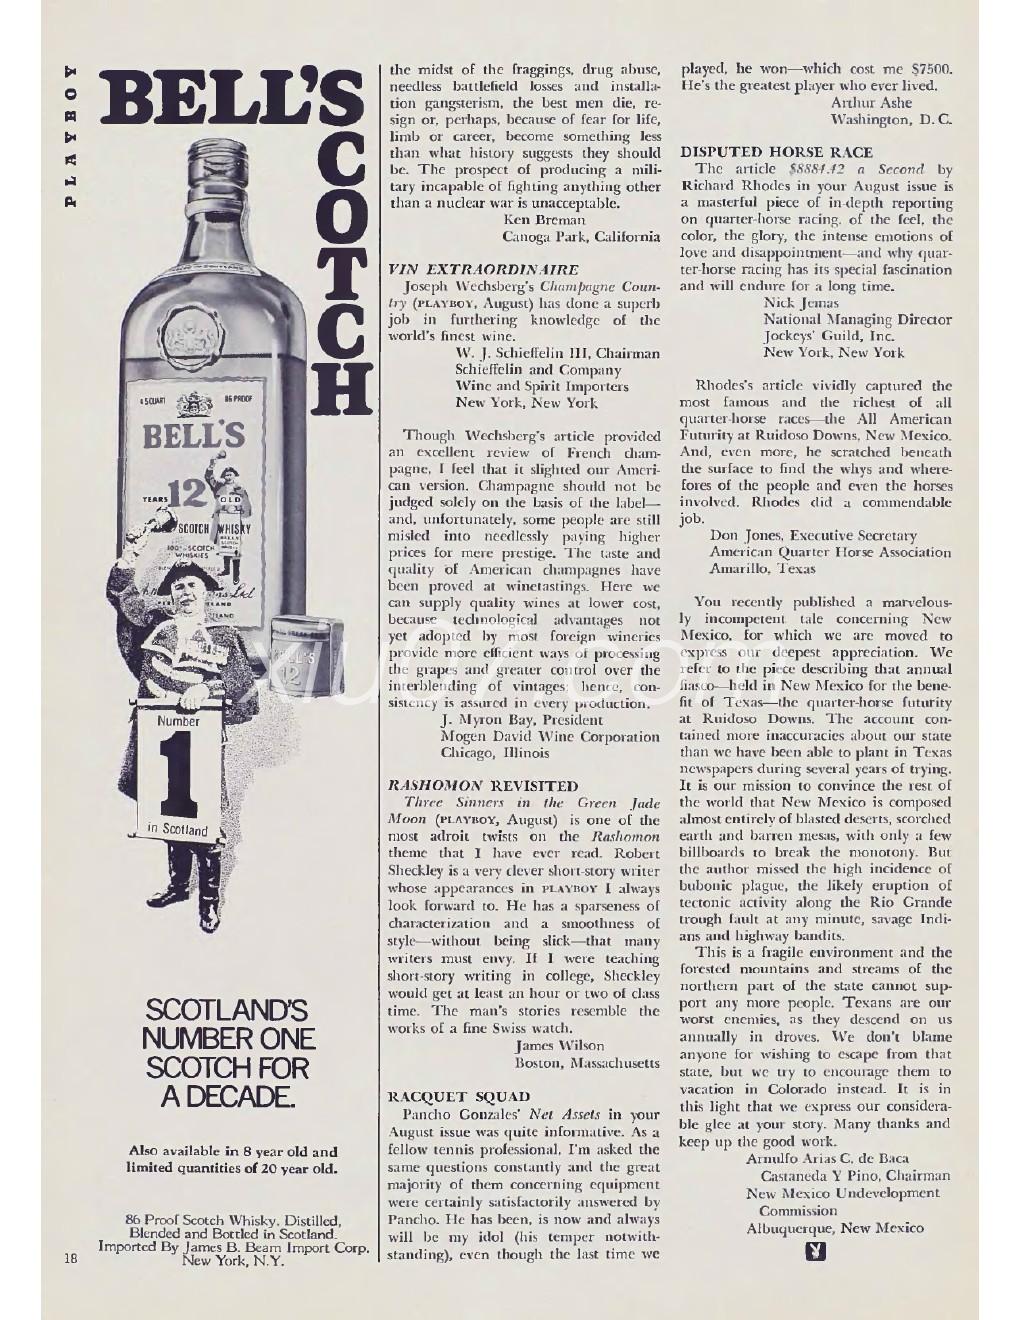 PLAYBOY
BELL'S
SCOTCH
4/5 QUART 86 PROOF
BELL'S
YEARS 12 OLD
SCOTCH WHISKY
100% SCOTCH
WHISKIES
BELL'S
12
Number
1
in Scotland
SCOTLAND'S
NUMBER ONE
SCOTCH FOR
A DECADE.
Also available in 8 year old and
limited quantities of 20 year old.
86 Proof Scotch Whisky. Distilled,
Blended and Bottled in Scotland.
Imported By James B. Beam Import Corp.
New York, N.Y.
18
the midst of the fraggings, drug abuse,
needless battlefield losses and installa-
tion gangsterism, the best men die, re-
sign or, perhaps, because of fear for life,
limb or career, become something less
than what history suggests they should
be. The prospect of producing a mili-
tary incapable of fighting anything other
than a nuclear war is unacceptable.
Ken Breman
Canoga Park, California
VIN EXTRAORDINAIRE
Joseph Wechsberg's Champagne Coun-
try (PLAYBOY, August) has done a superb
job in furthering knowledge of the
world's finest wine.
W. J. Schieffelin III, Chairman
Schieffelin and Company
Wine and Spirit Importers
New York, New York
Though Wechsberg's article provided
an excellent review of French cham-
pagne, I feel that it slighted our Ameri-
can version. Champagne should not be
judged solely on the basis of the label—
and, unfortunately, some people are still
misled into needlessly paying higher
prices for mere prestige. The taste and
quality of American champagnes have
been proved at winetastings. Here we
can supply quality wines at lower cost,
because technological advantages not
yet adopted by most foreign wineries
provide more efficient ways of processing
the grapes and greater control over the
interblending of vintages; hence, con-
sistency is assured in every production.
J. Myron Bay, President
Mogen David Wine Corporation
Chicago, Illinois
RASHOMON REVISITED
Three Sinners in the Green Jade
Moon (PLAYBOY, August) is one of the
most adroit twists on the Rashomon
theme that I have ever read. Robert
Sheckley is a very clever short-story writer
whose appearances in PLAYBOY I always
look forward to. He has a sparseness of
characterization and a smoothness of
style—without being slick—that many
writers must envy. If I were teaching
short-story writing in college, Sheckley
would get at least an hour or two of class
time. The man's stories resemble the
works of a fine Swiss watch.
James Wilson
Boston, Massachusetts
RACQUET SQUAD
Pancho Gonzales' Net Assets in your
August issue was quite informative. As a
fellow tennis professional, I'm asked the
same questions constantly and the great
majority of them concerning equipment
were certainly satisfactorily answered by
Pancho. He has been, is now and always
will be my idol (his temper notwith-
standing), even though the last time we
played, he won—which cost me $7500.
He's the greatest player who ever lived.
Arthur Ashe
Washington, D. C.
DISPUTED HORSE RACE
The article $8884.42 a Second by
Richard Rhodes in your August issue is
a masterful piece of in-depth reporting
on quarter-horse racing, of the feel, the
color, the glory, the intense emotions of
love and disappointment—and why quar-
ter-horse racing has its special fascination
and will endure for a long time.
Nick Jemas
National Managing Director
Jockeys' Guild, Inc.
New York, New York
Rhodes's article vividly captured the
most famous and the richest of all
quarter-horse races—the All American
Futurity at Ruidoso Downs, New Mexico.
And, even more, he scratched beneath
the surface to find the whys and where-
fores of the people and even the horses
involved. Rhodes did a commendable
job.
Don Jones, Executive Secretary
American Quarter Horse Association
Amarillo, Texas
You recently published a marvelous-
ly incompetent tale concerning New
Mexico, for which we are moved to
express our deepest appreciation. We
refer to the piece describing that annual
fiasco—held in New Mexico for the bene-
fit of Texas—the quarter-horse futurity
at Ruidoso Downs. The account con-
tained more inaccuracies about our state
than we have been able to plant in Texas
newspapers during several years of trying.
It is our mission to convince the rest of
the world that New Mexico is composed
almost entirely of blasted deserts, scorched
earth and barren mesas, with only a few
billboards to break the monotony. But
the author missed the high incidence of
bubonic plague, the likely eruption of
tectonic activity along the Rio Grande
trough fault at any minute, savage Indi-
ans and highway bandits.
This is a fragile environment and the
forested mountains and streams of the
northern part of the state cannot sup-
port any more people. Texans are our
worst enemies, as they descend on us
annually in droves. We don't blame
anyone for wishing to escape from that
state, but we try to encourage them to
vacation in Colorado instead. It is in
this light that we express our considera-
ble glee at your story. Many thanks and
keep up the good work.
Arnulfo Arias C. de Baca
Castaneda Y Pino, Chairman
New Mexico Undevelopment
Commission
Albuquerque, New Mexico